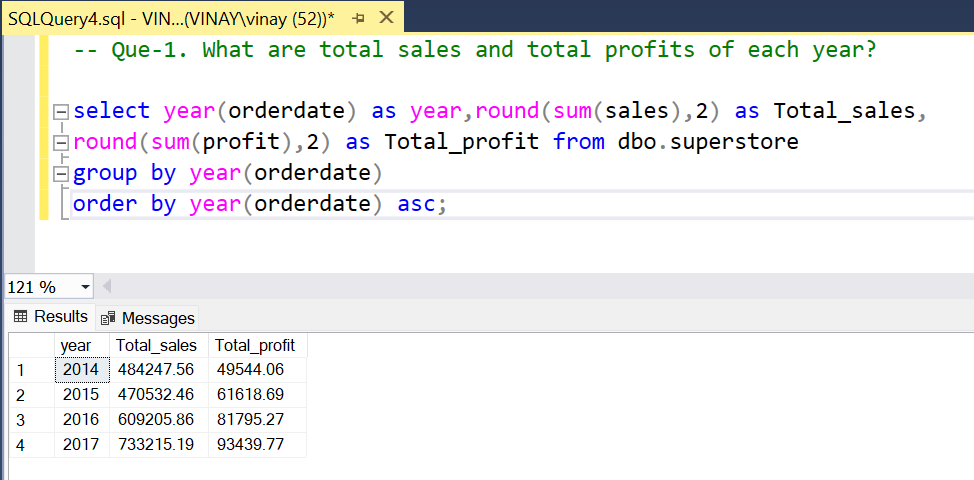 SQLQuery4.sql - VIN...(VINAY\vinay (52))*
-- Que-1. What are total sales and total profits of each year?
select year(orderdate) as year,round(sum(sales),2) as Total_sales,
round(sum(profit),2) as Total_profit from dbo.superstore
group by year(orderdate)
order by year(orderdate) asc;
121 %
Results Messages
year Total_sales Total_profit
1 2014 484247.56 49544.06
2 2015 470532.46 61618.69
3 2016 609205.86 81795.27
4 2017 733215.19 93439.77